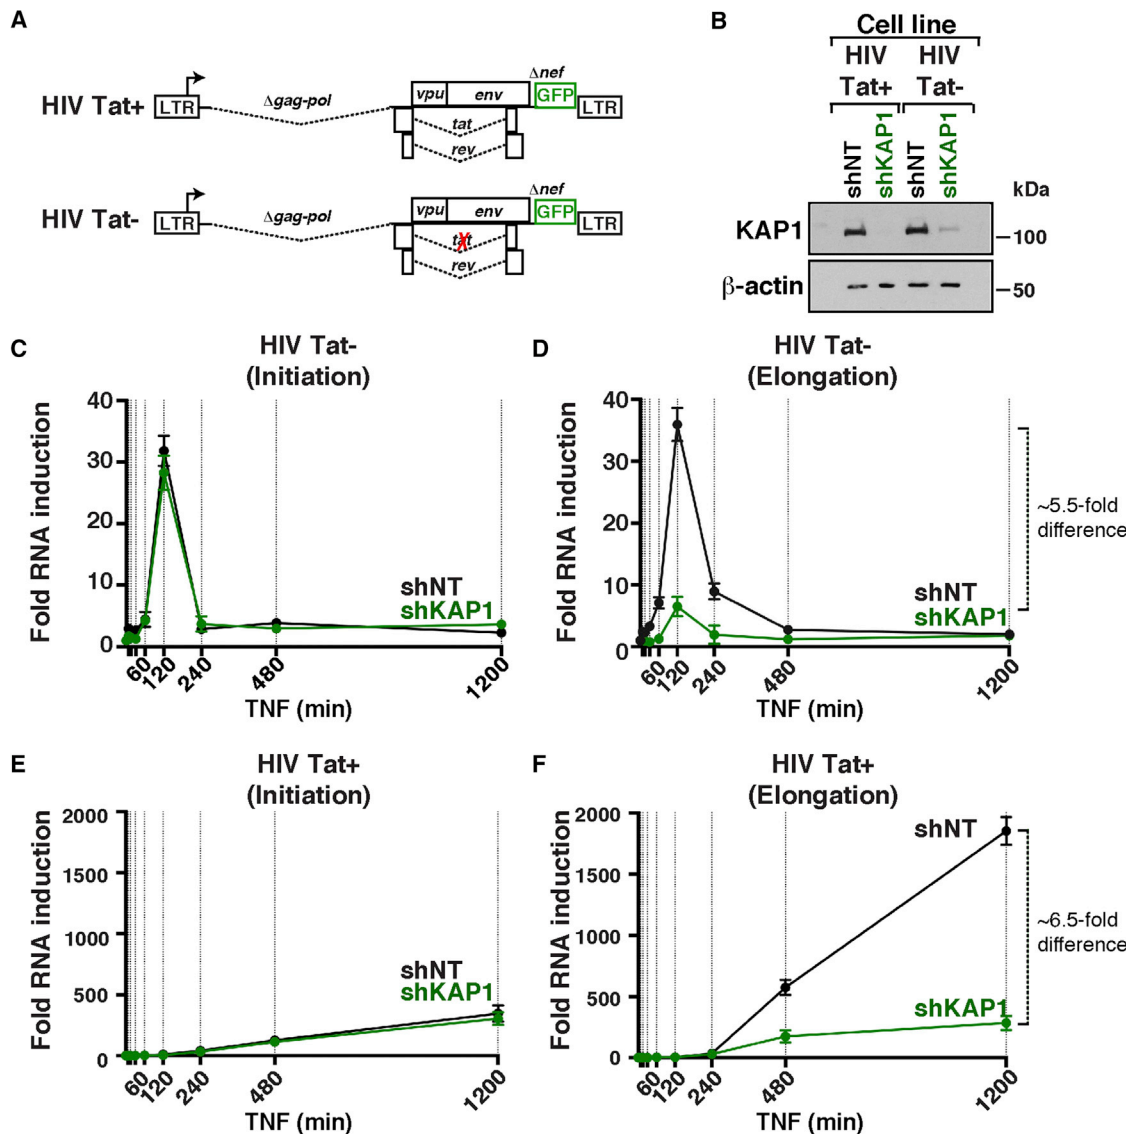 A
HIV Tat+
LTR
Δgag-pol
vpu
env
Δnef
GFP
LTR
tat
rev
HIV Tat-
LTR
Δgag-pol
vpu
env
Δnef
GFP
LTR
tat
X
rev
B
Cell line
HIV HIV
Tat+ Tat-
shNT
shKAP1
shNT
shKAP1
kDa
KAP1
100
β-actin
50
C
HIV Tat-
(Initiation)
Fold RNA induction
40
30
20
10
0
shNT
shKAP1
60
120
240
480
1200
TNF (min)
D
HIV Tat-
(Elongation)
Fold RNA induction
40
30
20
10
0
shNT
shKAP1
~5.5-fold
difference
60
120
240
480
1200
TNF (min)
E
HIV Tat+
(Initiation)
Fold RNA induction
2000
1500
1000
500
0
shNT
shKAP1
60
120
240
480
1200
TNF (min)
F
HIV Tat+
(Elongation)
Fold RNA induction
2000
1500
1000
500
0
shNT
shKAP1
~6.5-fold
difference
60
120
240
480
1200
TNF (min)